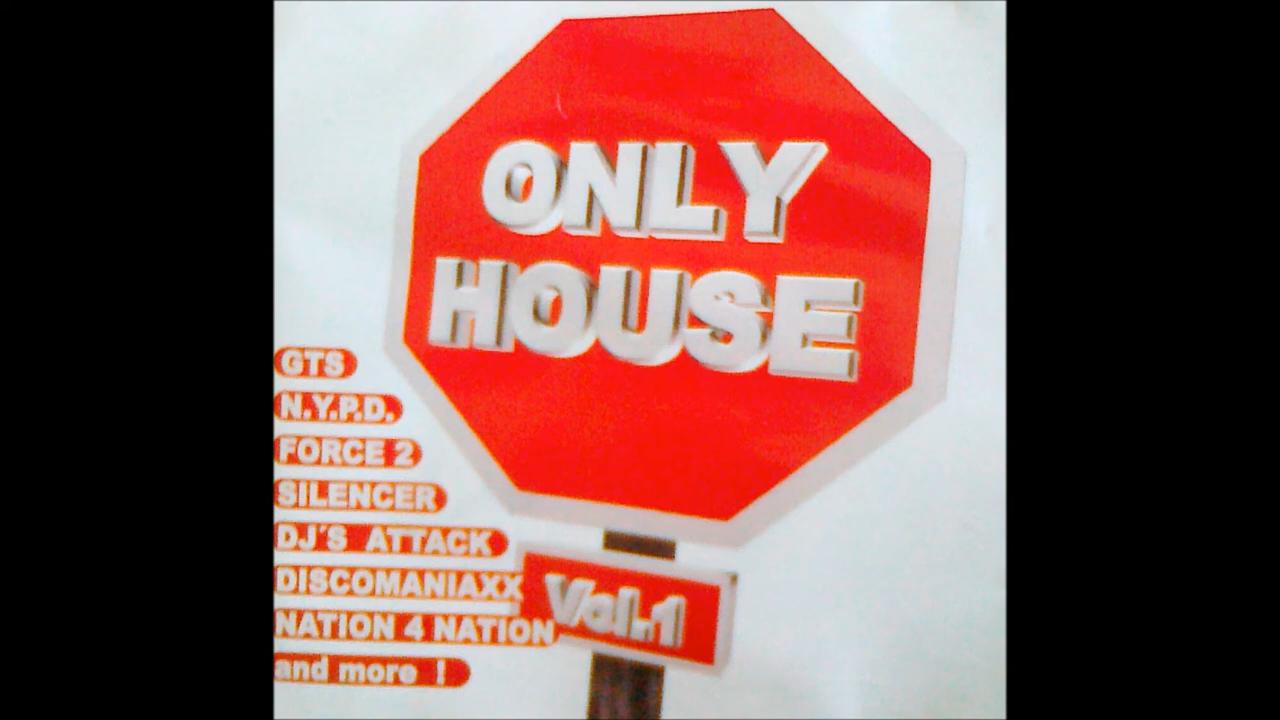 ONLY
HOUSE
GTS
N.Y.P.D.
FORCE 2
SILENCER
DJ´S ATTACK
DISCOMANIAXX
NATION 4 NATION
and more !
Vol.1